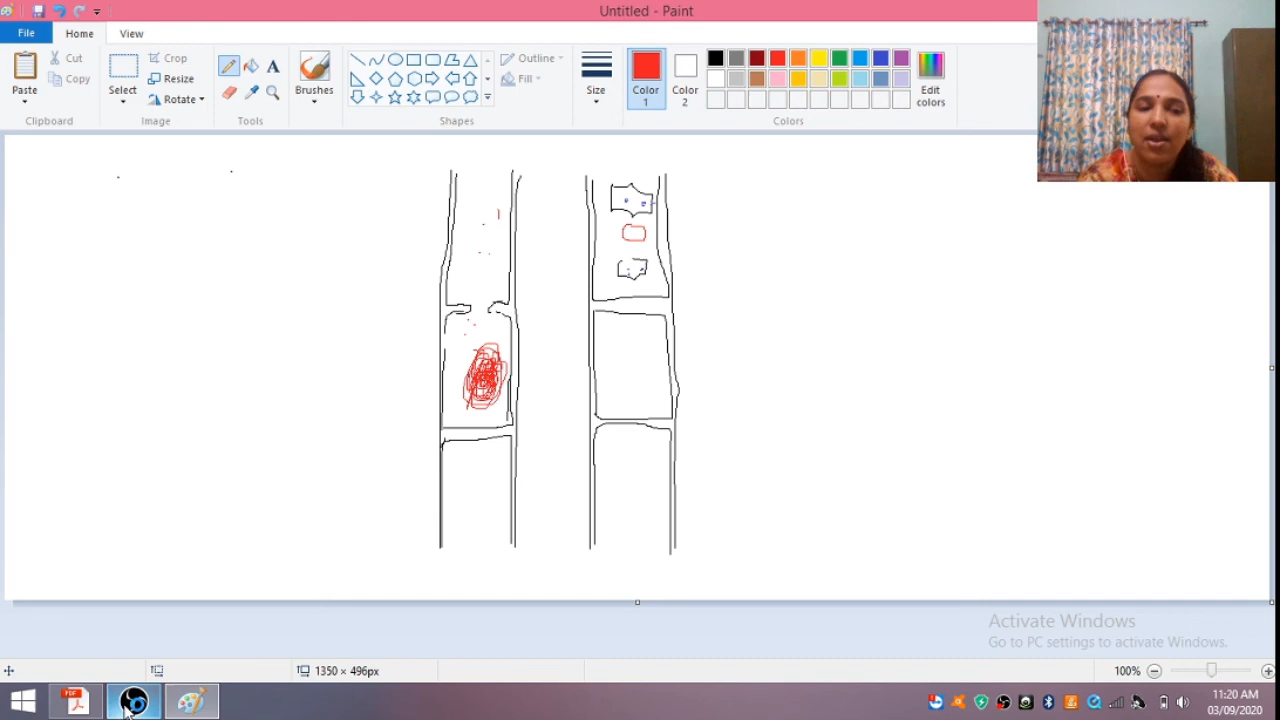 Untitled - Paint
File Home View
Paste
Cut
Copy
Clipboard
Select
Crop
Resize
Rotate
Image
A
Tools
Brushes
Outline
Fill
Shapes
Size
Color 1
Color 2
Edit colors
Colors
Activate Windows
Go to PC settings to activate Windows.
1350 × 496px
100%
PDF
11:20 AM
03/09/2020